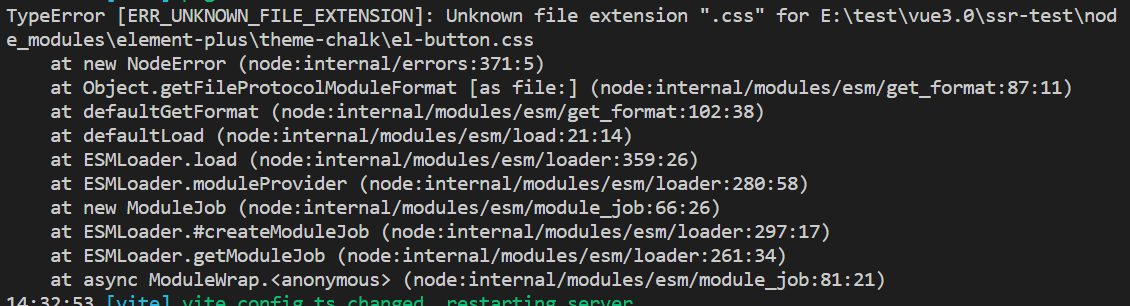 TypeError [ERR_UNKNOWN_FILE_EXTENSION]: Unknown file extension ".css" for E:\test\vue3.0\ssr-test\nod
e_modules\element-plus\theme-chalk\el-button.css
    at new NodeError (node:internal/errors:371:5)
    at Object.getFileProtocolModuleFormat [as file:] (node:internal/modules/esm/get_format:87:11)
    at defaultGetFormat (node:internal/modules/esm/get_format:102:38)
    at defaultLoad (node:internal/modules/esm/load:21:14)
    at ESMLoader.load (node:internal/modules/esm/loader:359:26)
    at ESMLoader.moduleProvider (node:internal/modules/esm/loader:280:58)
    at new ModuleJob (node:internal/modules/esm/module_job:66:26)
    at ESMLoader.#createModuleJob (node:internal/modules/esm/loader:297:17)
    at ESMLoader.getModuleJob (node:internal/modules/esm/loader:261:34)
    at async ModuleWrap.<anonymous> (node:internal/modules/esm/module_job:81:21)
14:32:53 [vite] vite.config.ts changed, restarting server